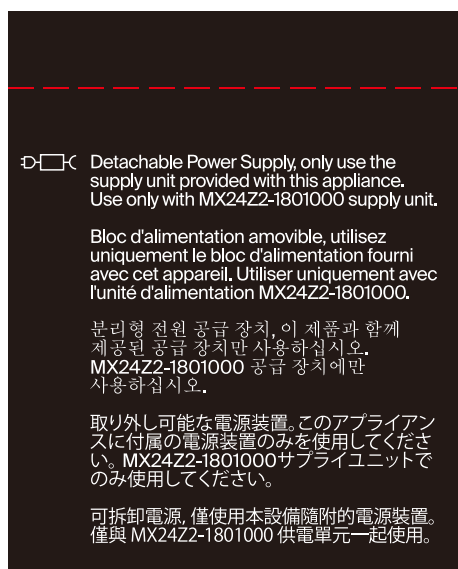 Detachable Power Supply, only use the
supply unit provided with this appliance.
Use only with MX24Z2-1801000 supply unit.
Bloc d'alimentation amovible, utilisez
uniquement le bloc d'alimentation fourni
avec cet appareil. Utiliser uniquement avec
l'unité d'alimentation MX24Z2-1801000.
분리형 전원 공급 장치, 이 제품과 함께
제공된 공급 장치만 사용하십시오.
MX24Z2-1801000 공급 장치에만
사용하십시오.
取り外し可能な電源装置。このアプライアン
スに付属の電源装置のみを使用してくださ
い。MX24Z2-1801000サプライユニットで
のみ使用してください。
可拆卸電源, 僅使用本設備隨附的電源裝置。
僅與 MX24Z2-1801000 供電單元一起使用。